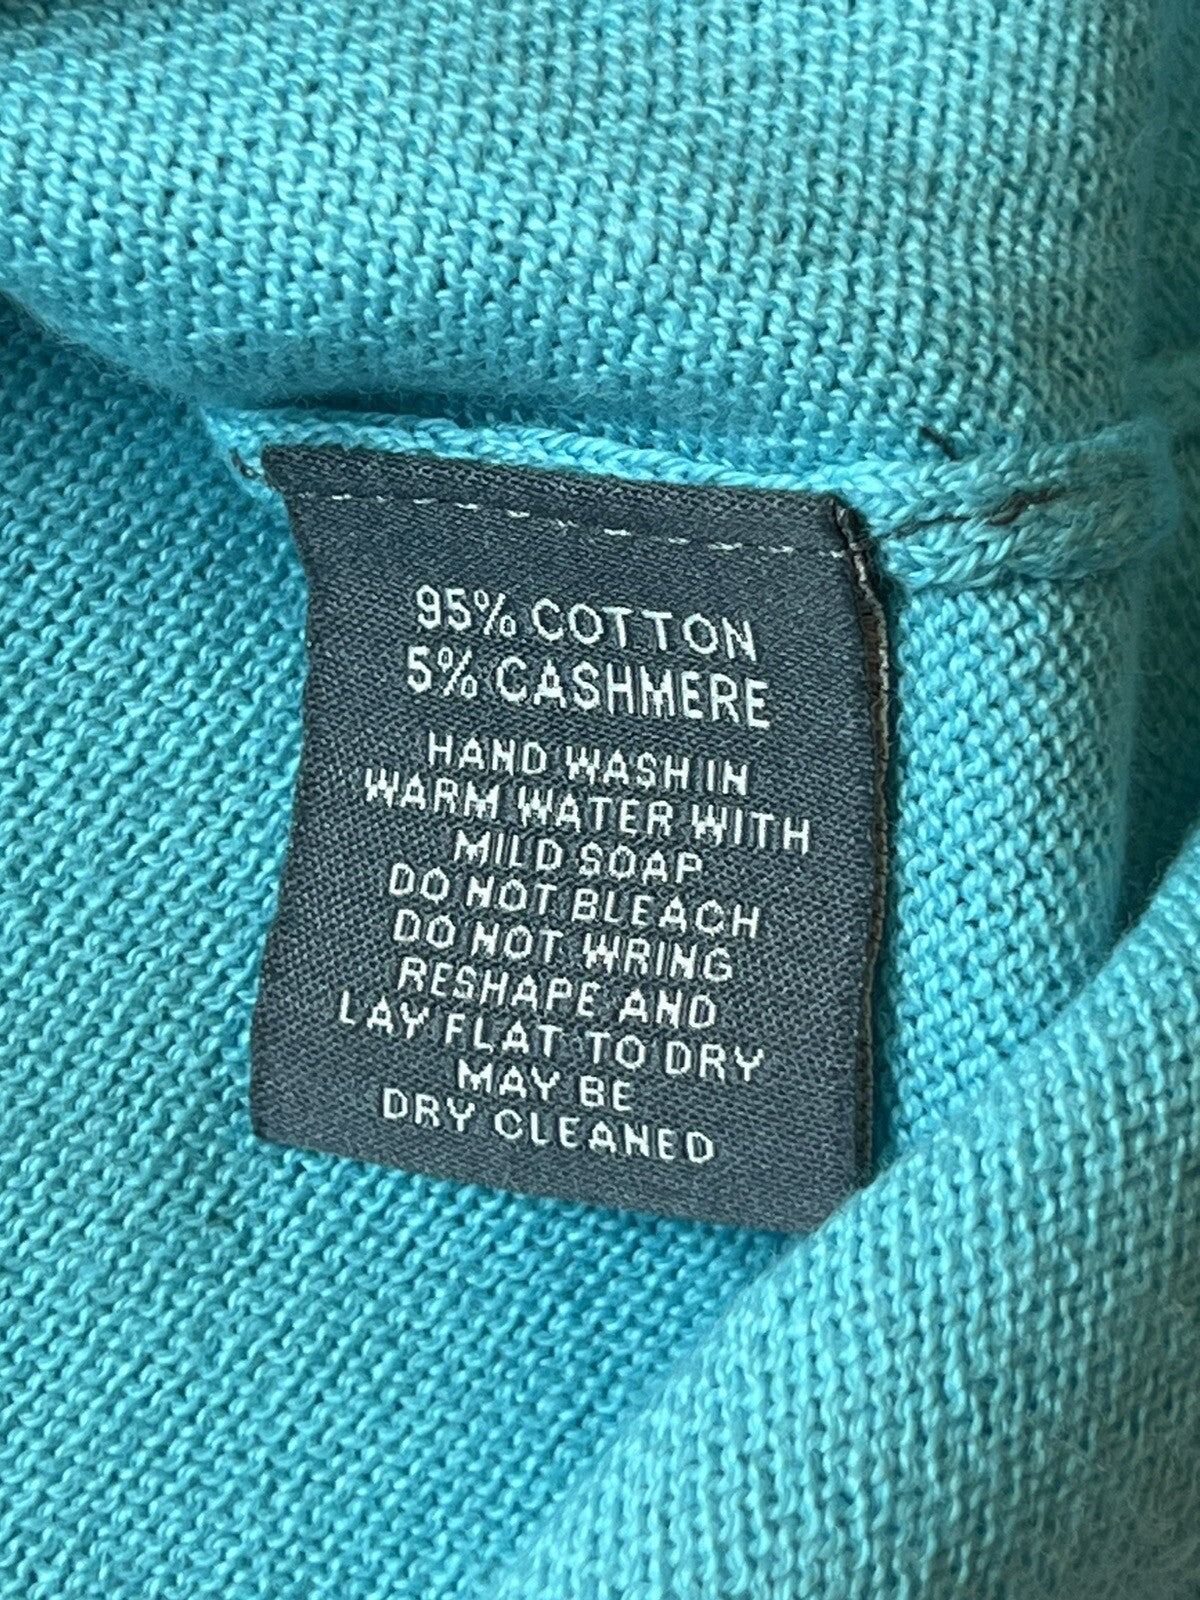 95% COTTON
5% CASHMERE
HAND WASH IN
WARM WATER WITH
MILD SOAP
DO NOT BLEACH
DO NOT WRING
RESHAPE AND
LAY FLAT TO DRY
MAY BE
DRY CLEANED